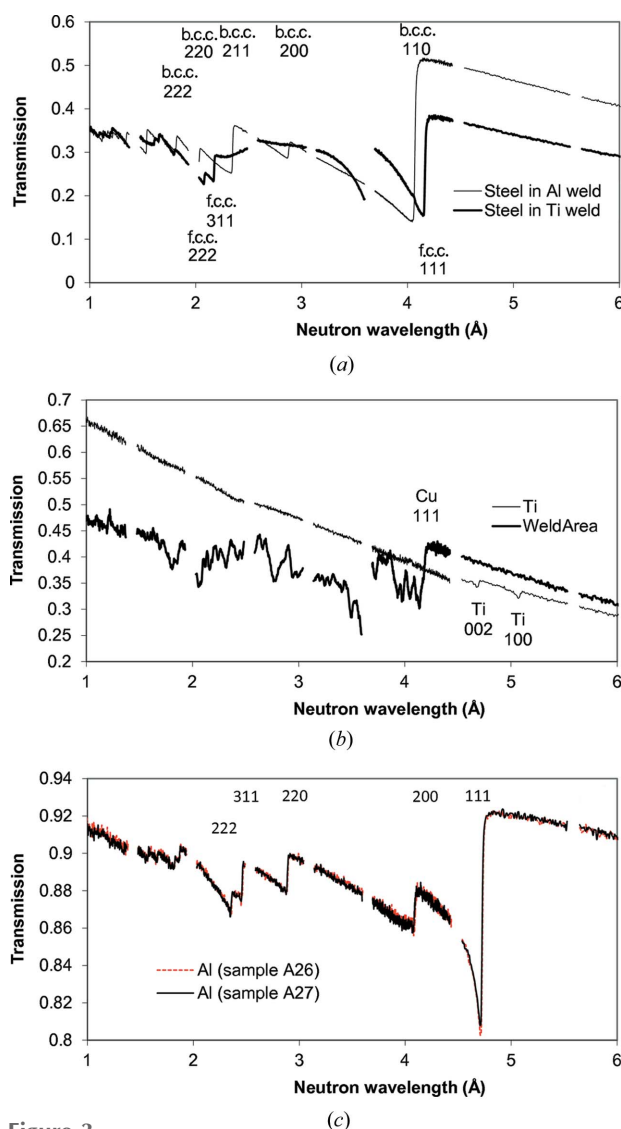 b.c.c. b.c.c. b.c.c. b.c.c.
220 211 200 110
b.c.c.
222
0.6
0.5
0.4
0.3
0.2
0.1
0
Transmission
f.c.c.
311
f.c.c.
222
f.c.c.
111
Steel in Al weld
Steel in Ti weld
1 2 3 4 5 6
Neutron wavelength (Å)
(a)
0.7
0.65
0.6
0.55
0.5
0.45
0.4
0.35
0.3
0.25
0.2
Transmission
Cu
111
Ti
WeldArea
Ti
002
Ti
100
1 2 3 4 5 6
Neutron wavelength (Å)
(b)
0.94
0.92
0.9
0.88
0.86
0.84
0.82
0.8
Transmission
311 220 200 111
222
Al (sample A26)
Al (sample A27)
1 2 3 4 5 6
Neutron wavelength (Å)
(c)